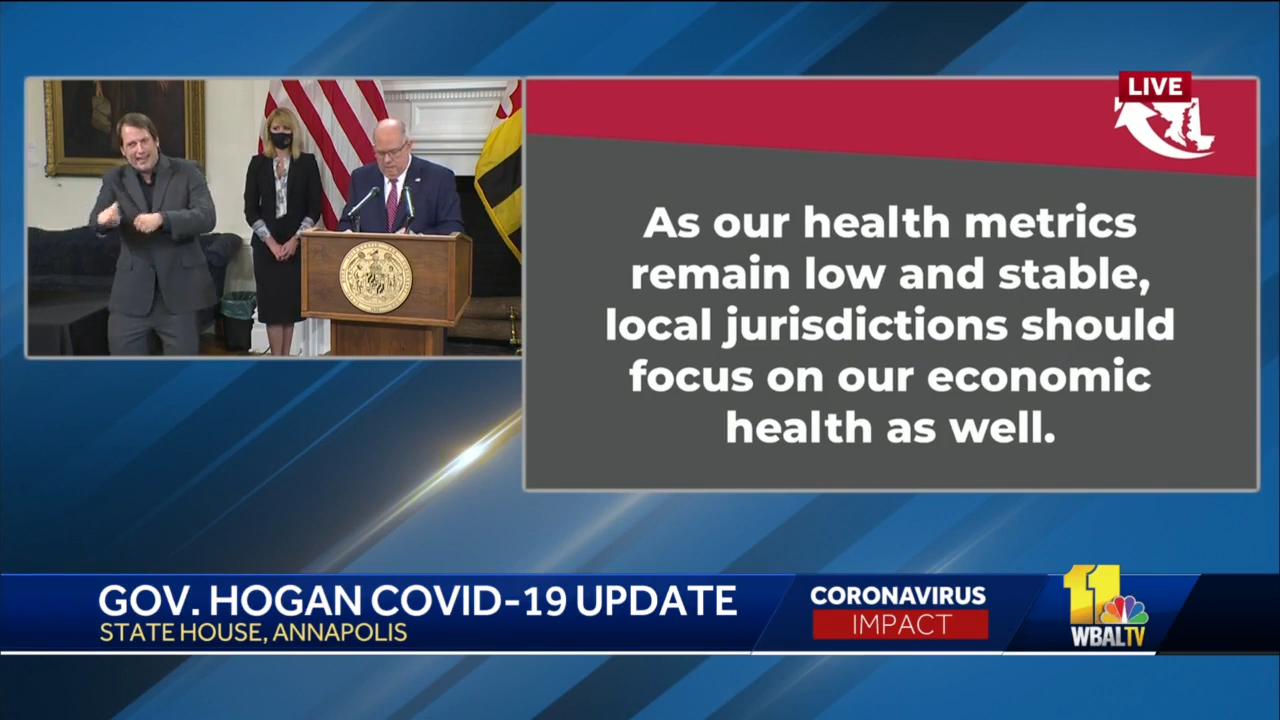 LIVE
As our health metrics
remain low and stable,
local jurisdictions should
focus on our economic
health as well.
GOV. HOGAN COVID-19 UPDATE
STATE HOUSE, ANNAPOLIS
CORONAVIRUS
IMPACT
1
WBALTV